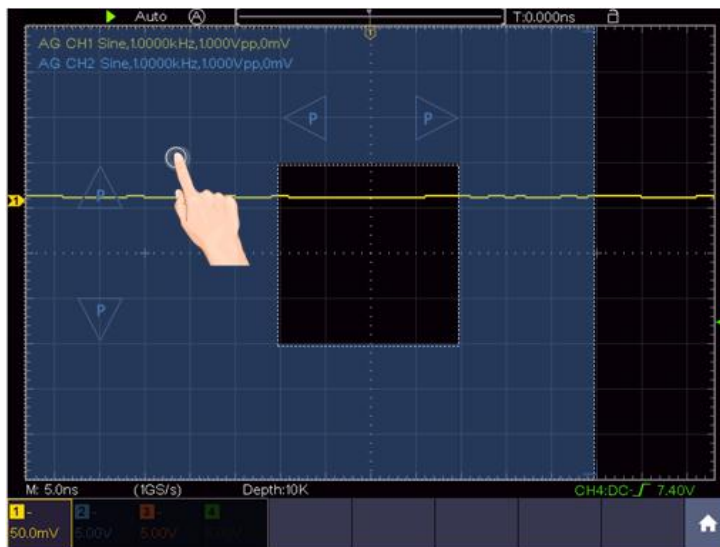 Auto A T:0.000ns
1
AG CH1 Sine,1.0000kHz,1.000Vpp,0mV
AG CH2 Sine,1.0000kHz,1.000Vpp,0mV
P P
P
1
P
M: 5.0ns (1GS/s) Depth:10K CH4:DC- 7.40V
1 - 2 - 3 - 4
50.0mV 5.00V 5.00V